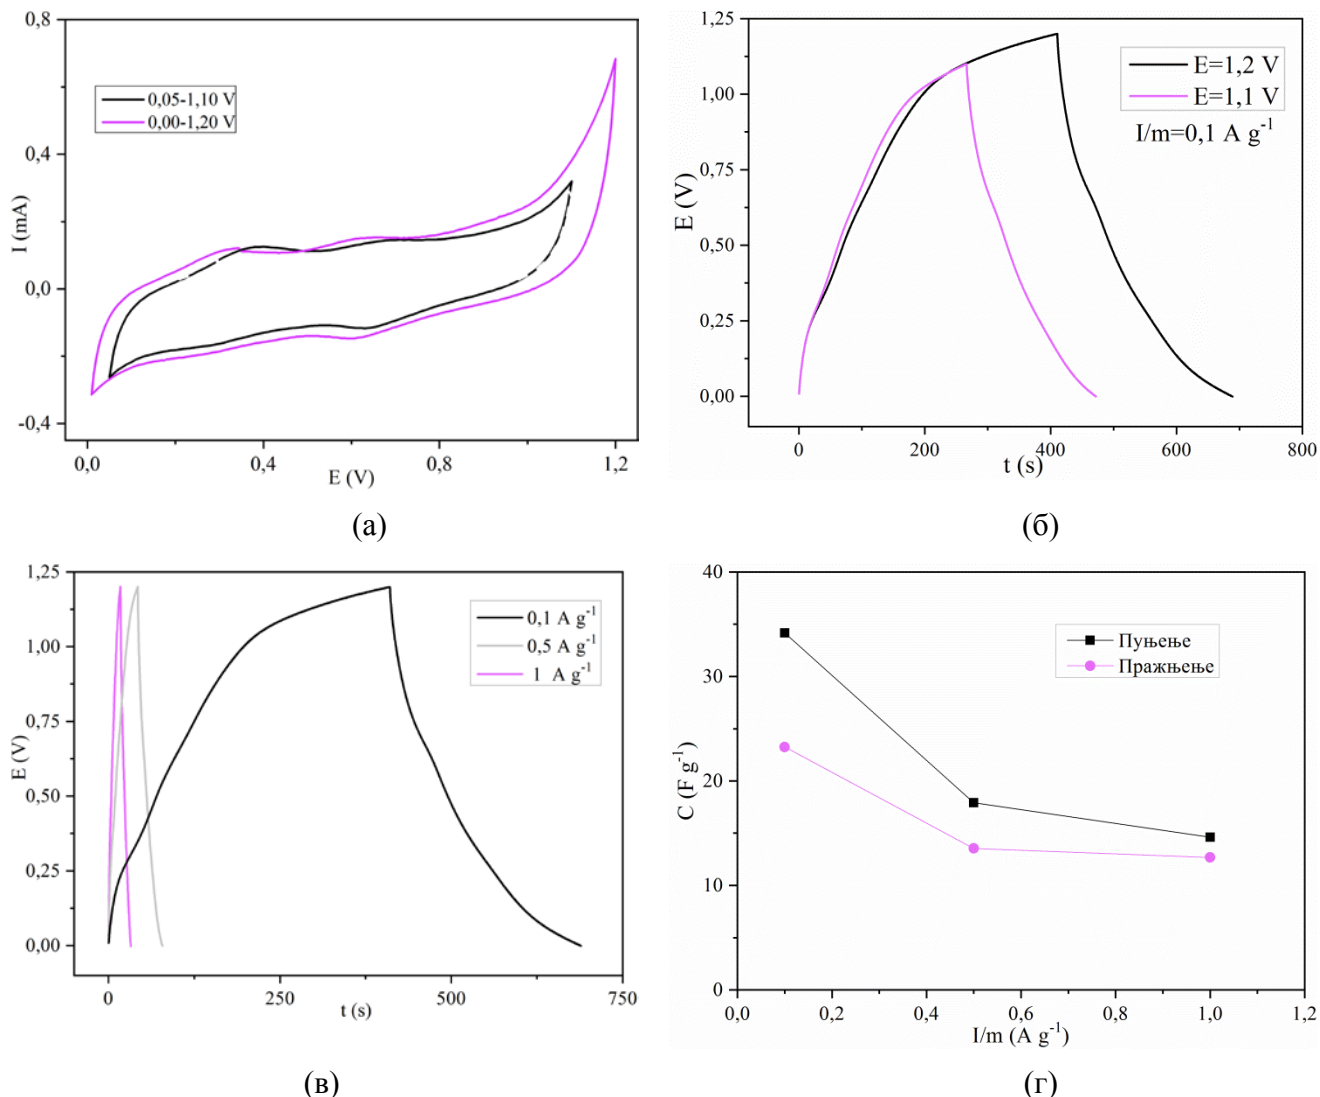 0,8
0,4
0,0
-0,4
I (mA)
0,05-1,10 V
0,00-1,20 V
0,0
0,4
0,8
1,2
E (V)
(а)
1,25
1,00
0,75
0,50
0,25
0,00
E (V)
E=1,2 V
E=1,1 V
I/m=0,1 A g⁻¹
0
200
400
600
800
t (s)
(б)
1,25
1,00
0,75
0,50
0,25
0,00
E (V)
0,1 A g⁻¹
0,5 A g⁻¹
1 A g⁻¹
0
250
500
750
t (s)
(в)
40
30
20
10
0
C (F g⁻¹)
Пуњење
Пражњење
0,0
0,2
0,4
0,6
0,8
1,0
1,2
I/m (A g⁻¹)
(г)